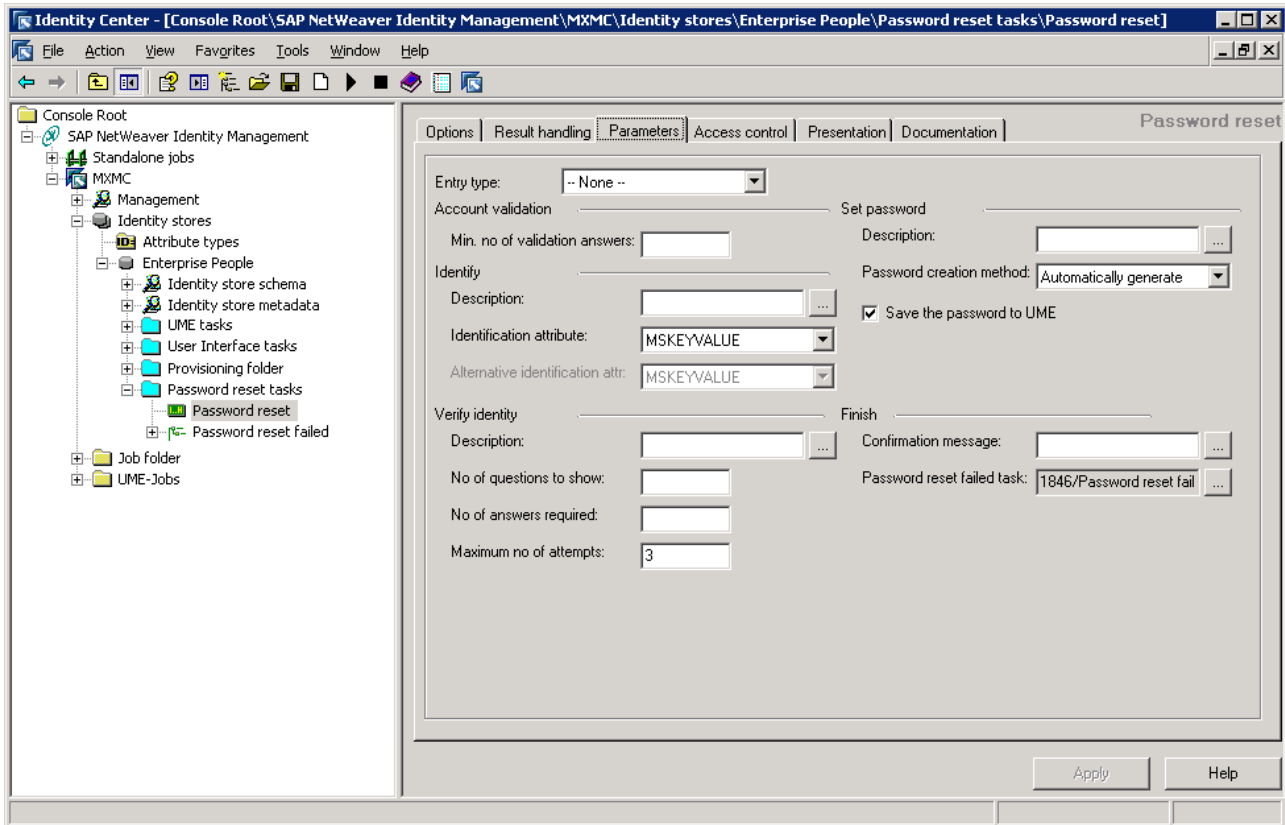 Identity Center - [Console Root\SAP NetWeaver Identity Management\MXMC\Identity stores\Enterprise People\Password reset tasks\Password reset]
File Action View Favorites Tools Window Help
Console Root
SAP NetWeaver Identity Management
Standalone jobs
MXMC
Management
Identity stores
Attribute types
Enterprise People
Identity store schema
Identity store metadata
UME tasks
User Interface tasks
Provisioning folder
Password reset tasks
Password reset
Password reset failed
Job folder
UME-Jobs
Password reset
Options Result handling Parameters Access control Presentation Documentation
Entry type: -- None --
Account validation
Min. no of validation answers:
Identify
Description: ...
Identification attribute: MSKEYVALUE
Alternative identification attr: MSKEYVALUE
Verify identity
Description: ...
No of questions to show:
No of answers required:
Maximum no of attempts: 3
Set password
Description: ...
Password creation method: Automatically generate
Save the password to UME
Finish
Confirmation message: ...
Password reset failed task: 1846/Password reset fail ...
Apply Help